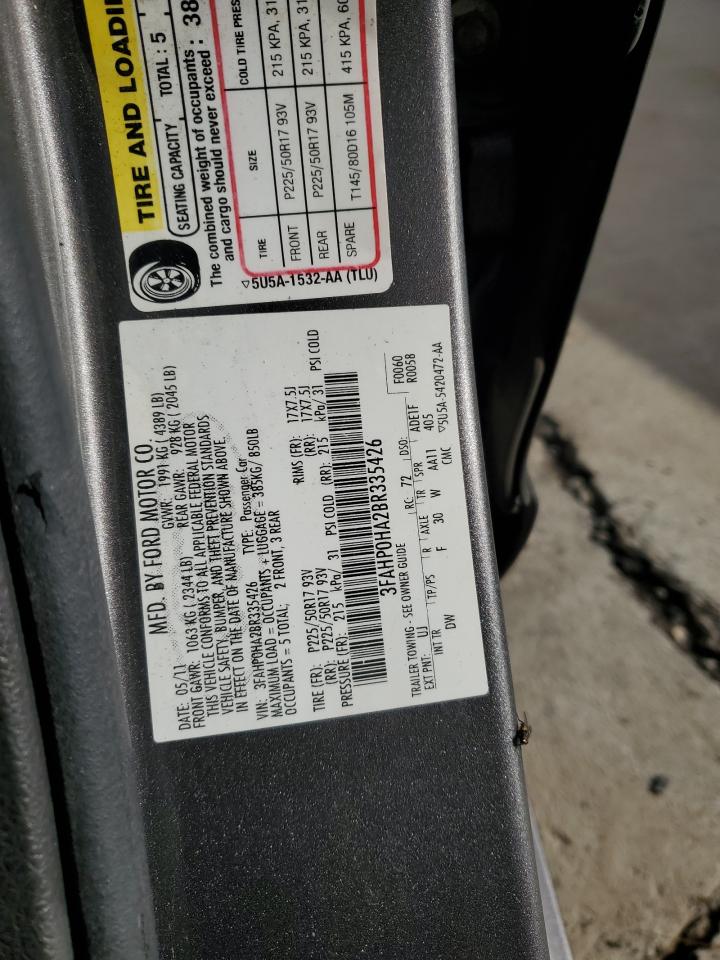 TIRE AND LOADI
SEATING CAPACITY TOTAL : 5
The combined weight of occupants : 38
and cargo should never exceed :
TIRE SIZE COLD TIRE PRES
FRONT P225/50R17 93V 215 KPA, 31
REAR P225/50R17 93V 215 KPA, 31
SPARE T145/80D16 105M 415 KPA, 60
▽5U5A-1532-AA (TLU)
MFD. BY FORD MOTOR CO.
DATE: 05/11 GVWR: 1991 KG ( 4389 LB)
FRONT GAWR: 1063 KG ( 2344 LB) REAR GAWR: 928 KG ( 2045 LB)
THIS VEHICLE CONFORMS TO ALL APPLICABLE FEDERAL MOTOR
VEHICLE SAFETY, BUMPER, AND THEFT PREVENTION STANDARDS
IN EFFECT ON THE DATE OF MANUFACTURE SHOWN ABOVE.
VIN: 3FAHP0HA2BR335426 TYPE: Passenger Car
MAXIMUM LOAD = OCCUPANTS + LUGGAGE = 385KG/ 850LB
OCCUPANTS = 5 TOTAL; 2 FRONT, 3 REAR
TIRE (FR): P225/50R17 93V RIMS (FR): 17X7.5J
(RR): P225/50R17 93V (RR): 17X7.5J
PRESSURE (FR): 215 kPa/ 31 PSI COLD (RR): 215 kPa/ 31 PSI COLD
3FAHP0HA2BR335426
TRAILER TOWING - SEE OWNER GUIDE F0060
EXT PNT: UJ RC: 72 DSO: ADE1F R005B
INT TR TP/PS R AXLE TR SPR 405
DW F 30 W AA11
CMC ▽5U5A-5420472-AA